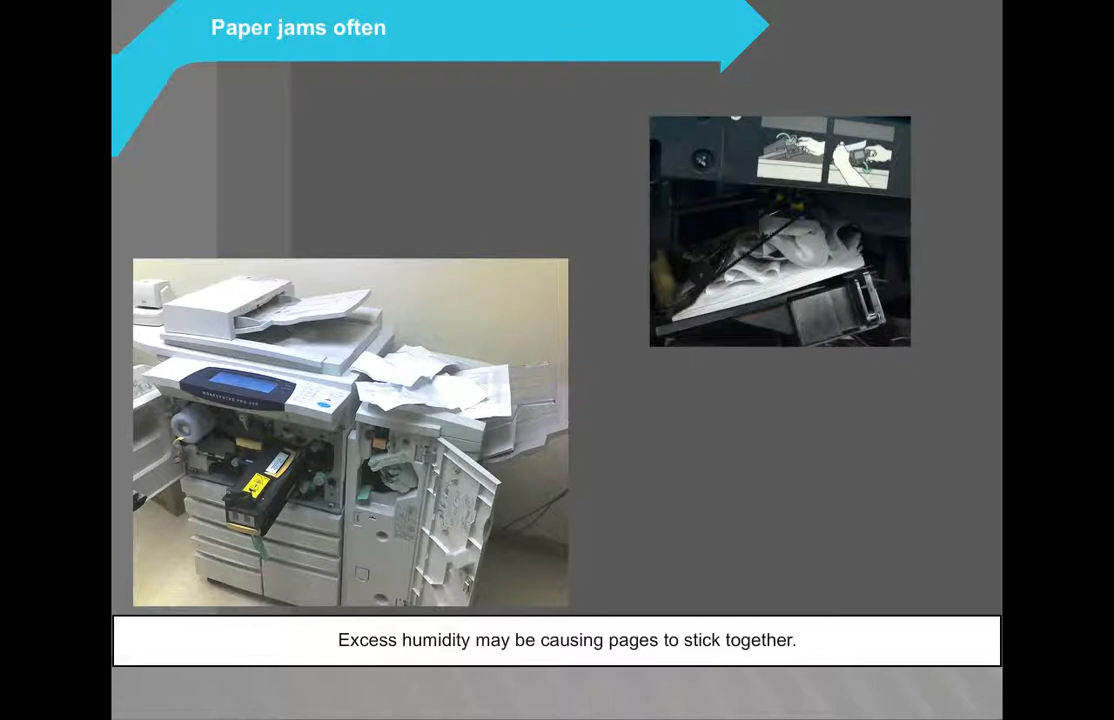 Paper jams often
Excess humidity may be causing pages to stick together.